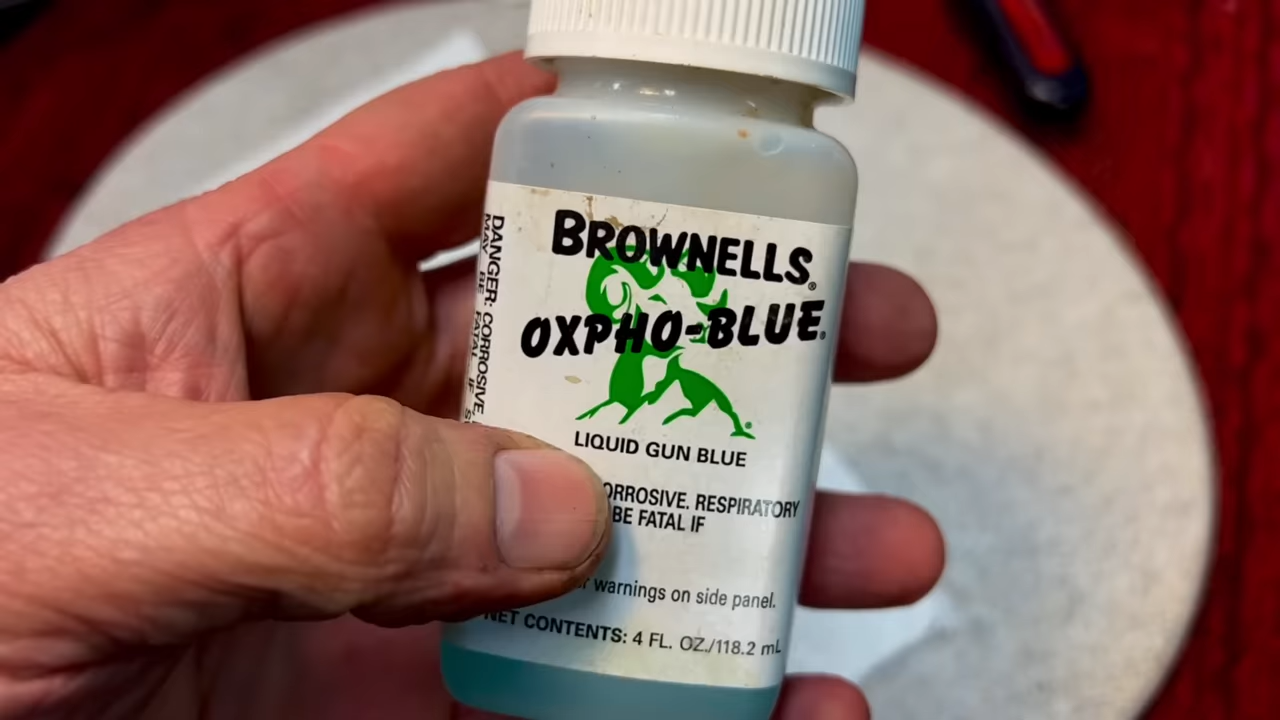 BROWNELLS®
OXPHO-BLUE®
LIQUID GUN BLUE
ORROSIVE. RESPIRATORY
BE FATAL IF
warnings on side panel.
NET CONTENTS: 4 FL. OZ./118.2 mL
DANGER: CORROSIVE.
MAY BE FATAL IF